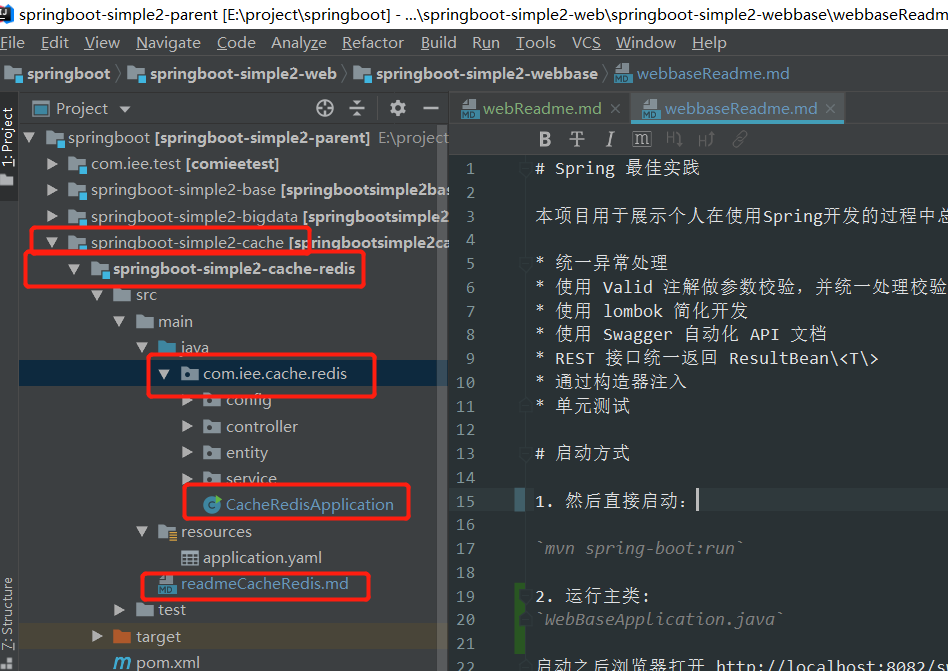 springboot-simple2-parent [E:\project\springboot] - ...\springboot-simple2-web\springboot-simple2-webbase\webbaseReadm
File Edit View Navigate Code Analyze Refactor Build Run Tools VCS Window Help
springboot springboot-simple2-web springboot-simple2-webbase webbaseReadme.md
1: Project
Project
webReadme.md
webbaseReadme.md
springboot [springboot-simple2-parent] E:\project
com.iee.test [comieetest]
springboot-simple2-base [springbootsimple2bas
springboot-simple2-bigdata [springbootsimple2
springboot-simple2-cache [springbootsimple2ca
springboot-simple2-cache-redis
src
main
java
com.iee.cache.redis
config
controller
entity
service
CacheRedisApplication
resources
application.yaml
readmeCacheRedis.md
test
target
pom.xml
7: Structure
B T I m H H
1 # Spring 最佳实践
2
3 本项目用于展示个人在使用Spring开发的过程中总
4
5 * 统一异常处理
6 * 使用 Valid 注解做参数校验，并统一处理校验
7 * 使用 lombok 简化开发
8 * 使用 Swagger 自动化 API 文档
9 * REST 接口统一返回 ResultBean\<T\>
10 * 通过构造器注入
11 * 单元测试
12
13 # 启动方式
14
15 1. 然后直接启动：
16
17 `mvn spring-boot:run`
18
19 2. 运行主类:
20 `WebBaseApplication.java`
21
22 启动之后浏览器打开 http://localhost:8082/sw